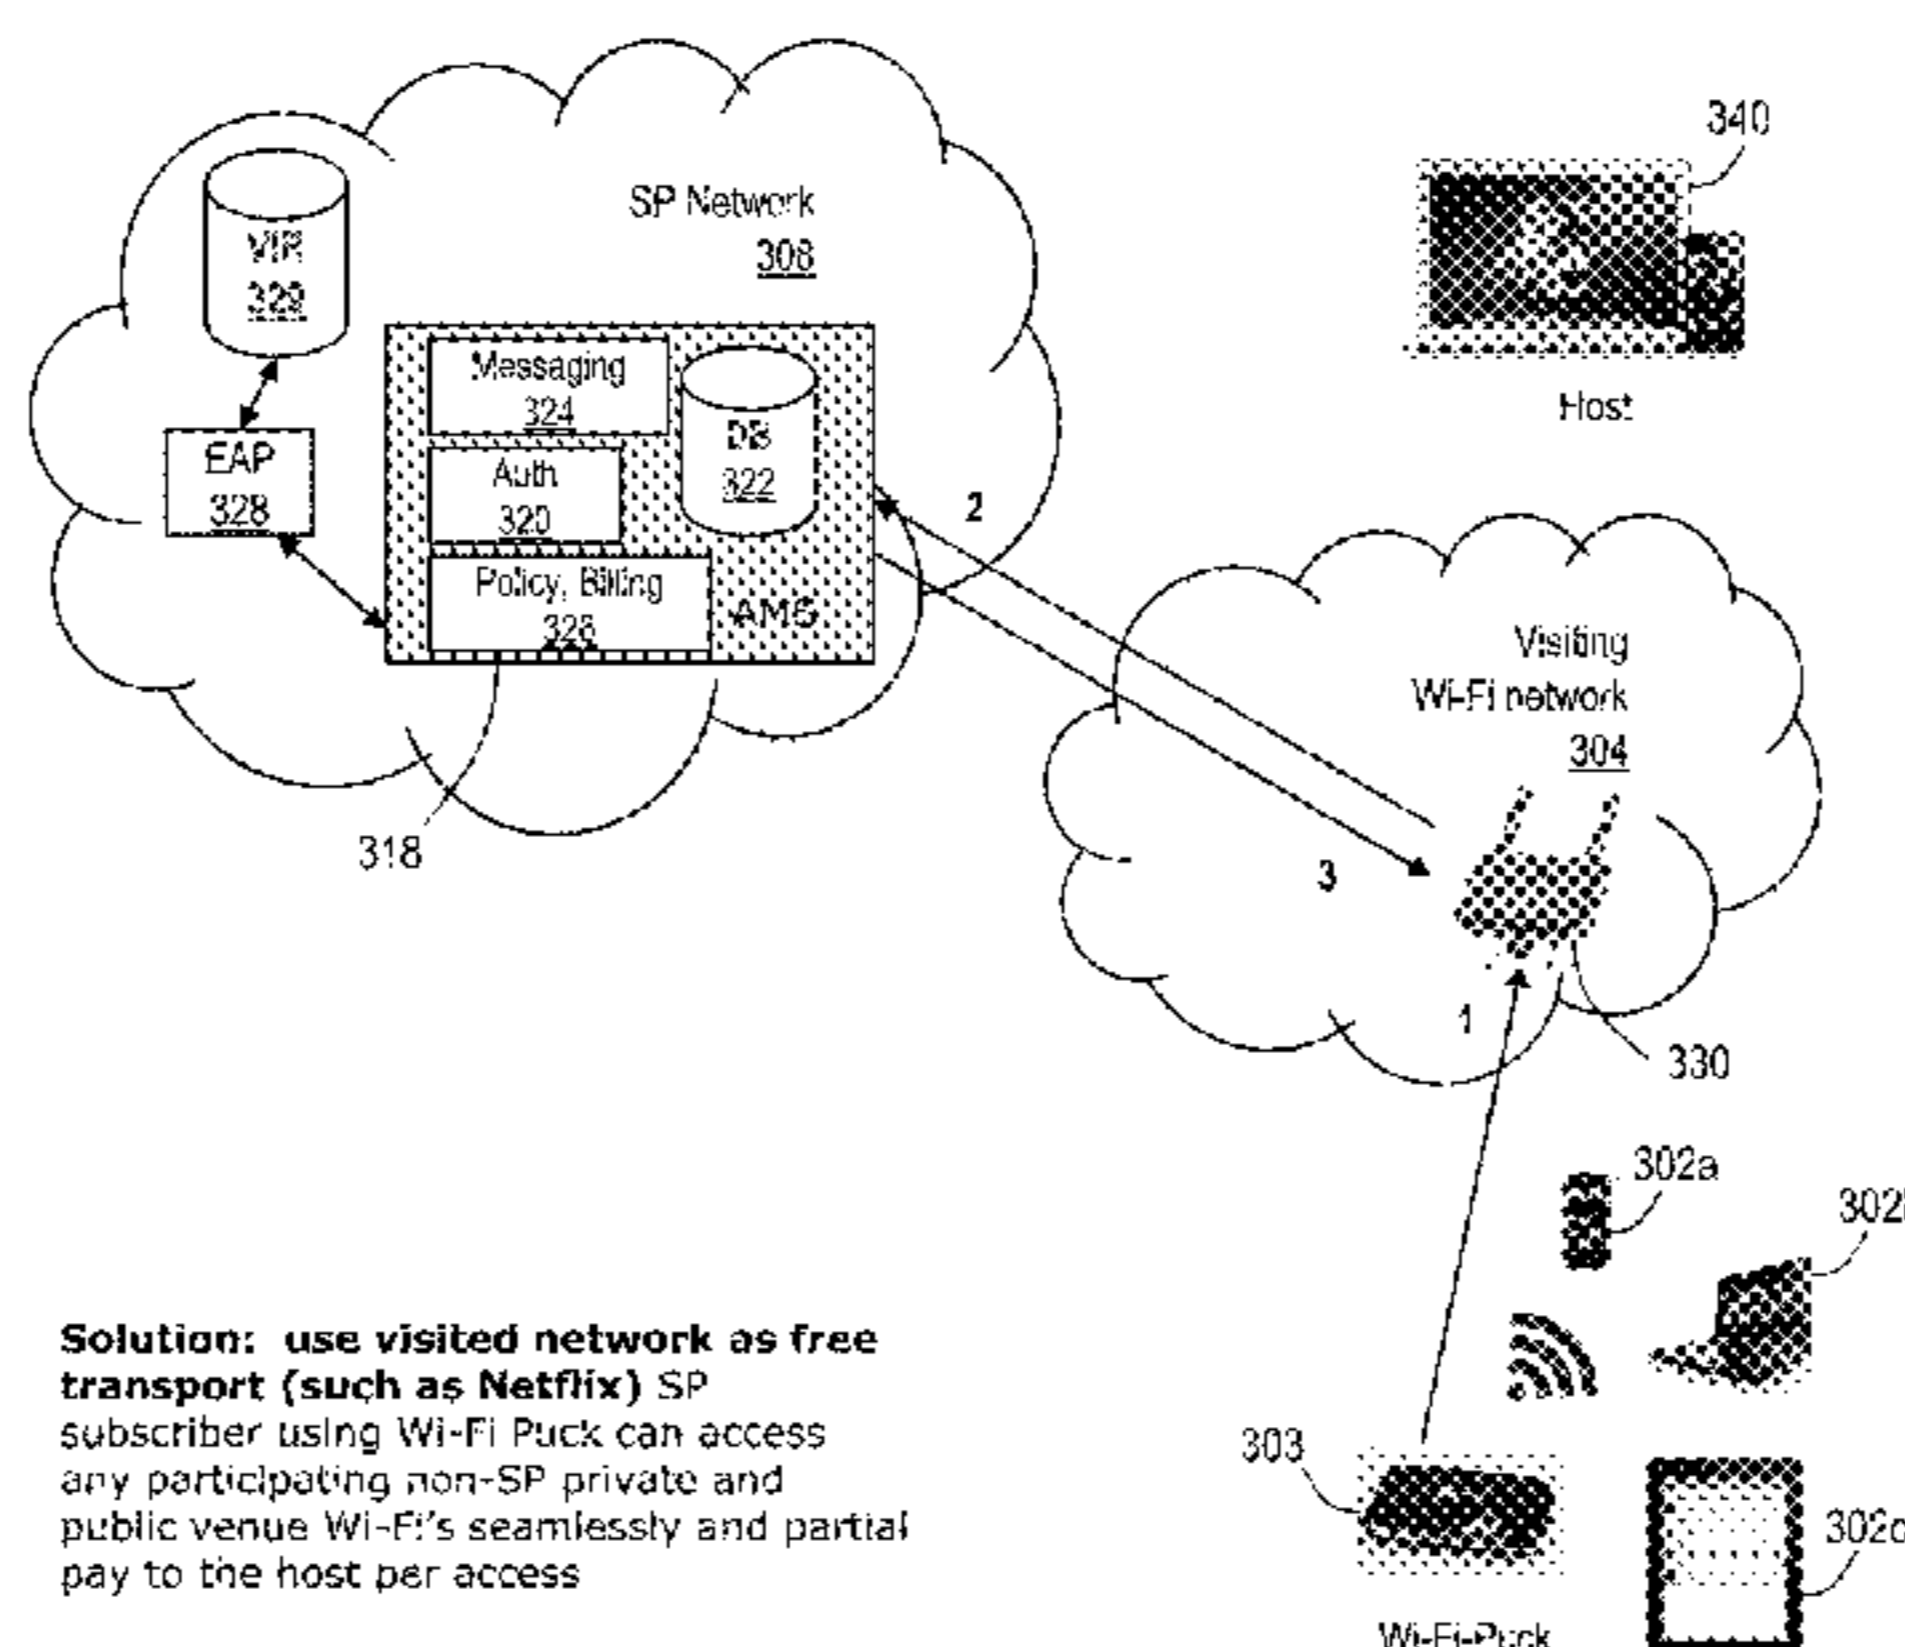 340
SP Network
308
VIR
329
Messaging
324
DB
322
Host
EAP
328
Auth
320
2
Policy, Billing
326
AMS
Visiting
Wi-Fi network
304
318
3
1
330
302a
Solution: use visited network as free
transport (such as Netflix) SP
subscriber using Wi-Fi Puck can access
any participating non-SP private and
public venue Wi-Fi's seamlessly and partial
pay to the host per access
303
Wi-Fi-Puck